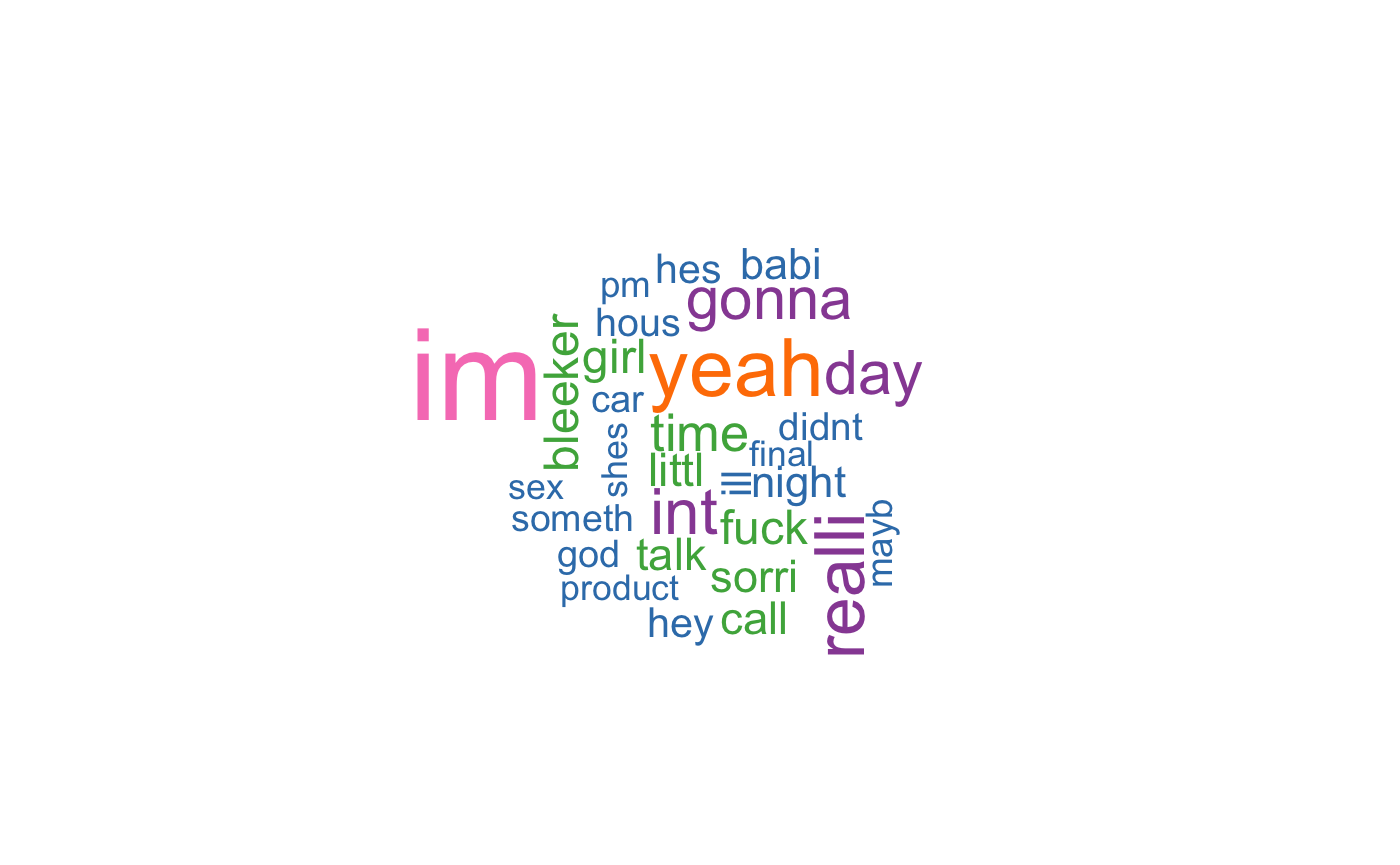 hes
babi
pm
gonna
hous
im
bleeker
girl
yeah
day
car
time
didnt
shes
littl
final
sex
ill
night
someth
int
fuck
realli
mayb
god
talk
sorri
product
hey
call